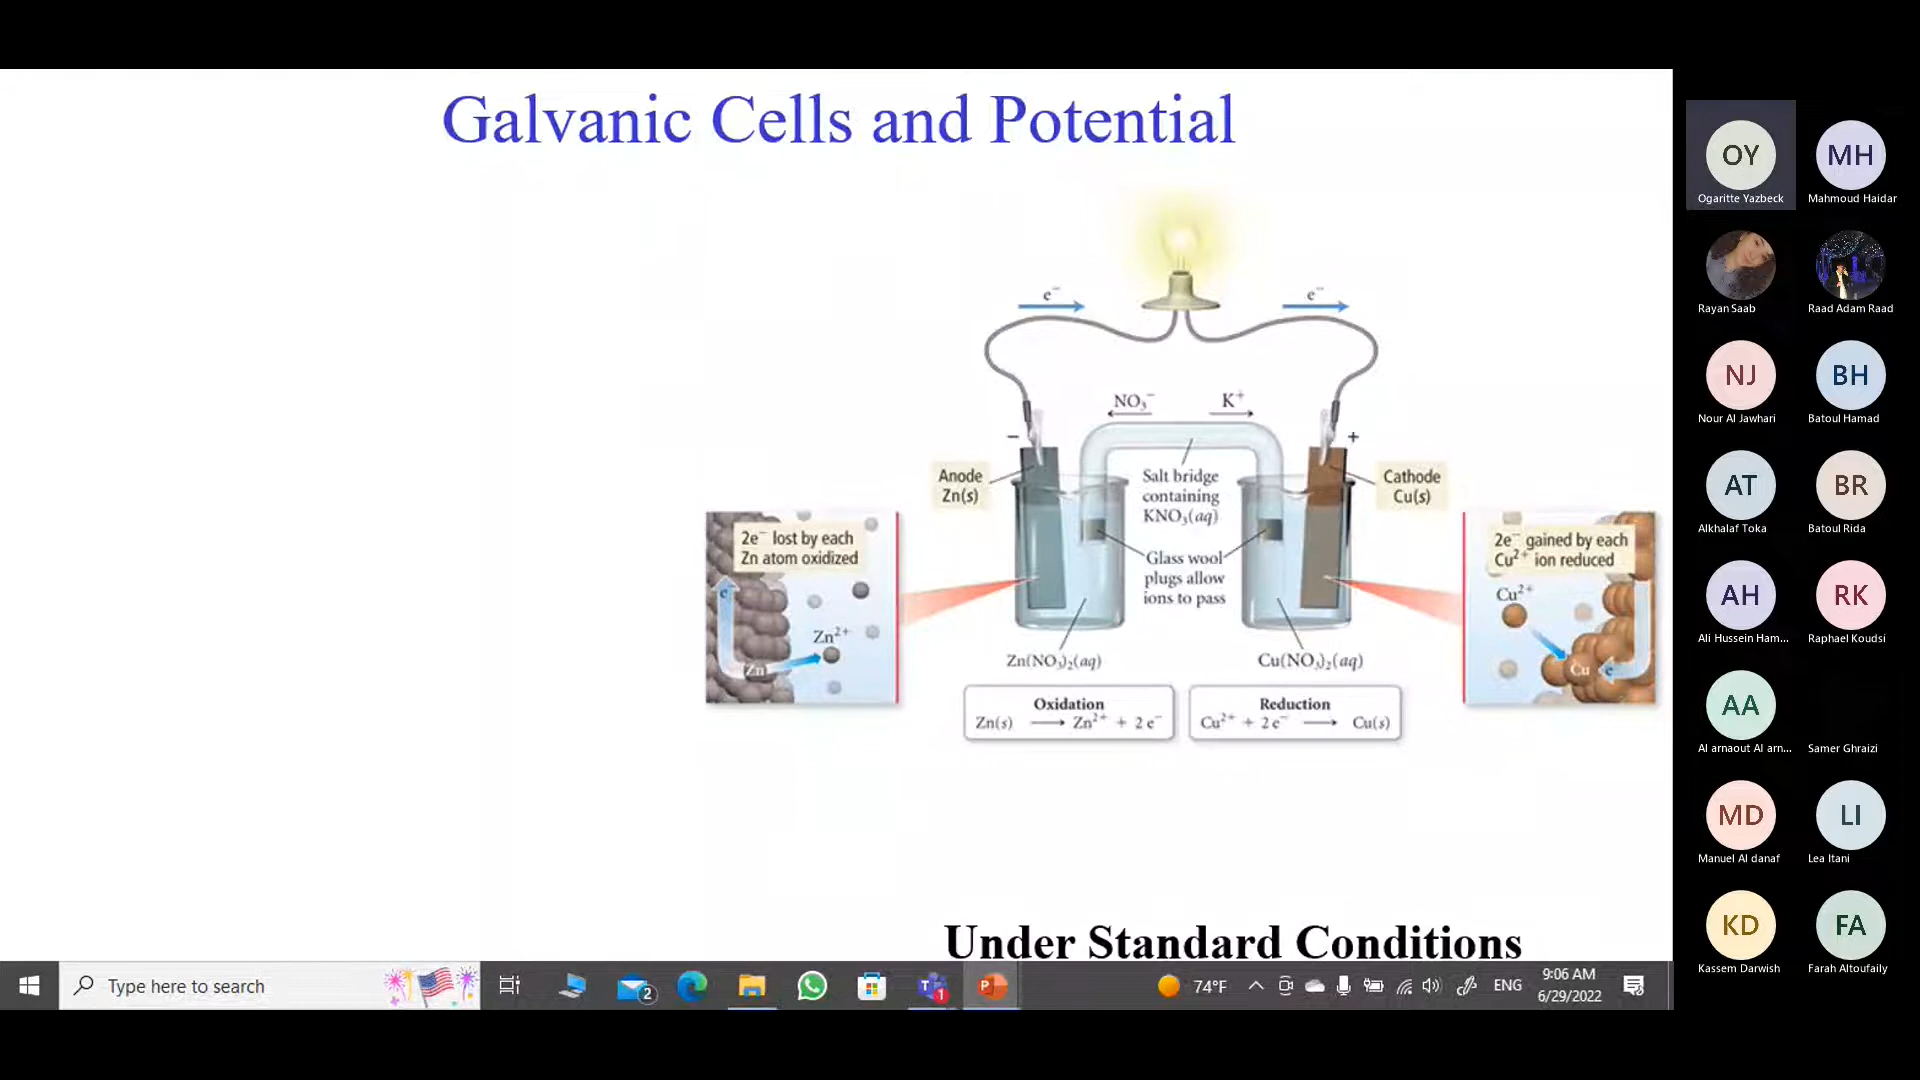 Galvanic Cells and Potential
e⁻
e⁻
NO₃⁻
K⁺
−
+
Anode
Zn(s)
Salt bridge
containing
KNO₃(aq)
Cathode
Cu(s)
2e⁻ lost by each
Zn atom oxidized
Glass wool
plugs allow
ions to pass
2e⁻ gained by each
Cu²⁺ ion reduced
e⁻
Zn²⁺
Zn
Cu²⁺
Cu
e⁻
Zn(NO₃)₂(aq)
Cu(NO₃)₂(aq)
Oxidation
Zn(s) ⟶ Zn²⁺ + 2 e⁻
Reduction
Cu²⁺ + 2 e⁻ ⟶ Cu(s)
Under Standard Conditions
OY
Ogaritte Yazbeck
MH
Mahmoud Haidar
Rayan Saab
Raad Adam Raad
NJ
Nour Al Jawhari
BH
Batoul Hamad
AT
Alkhalaf Toka
BR
Batoul Rida
AH
Ali Hussein Ham...
RK
Raphael Koudsi
AA
Al arnaout Al arn...
Samer Ghraizi
MD
Manuel Al danaf
LI
Lea Itani
KD
Kassem Darwish
FA
Farah Altoufaily
Type here to search
2
1
P
74°F
ENG
9:06 AM
6/29/2022